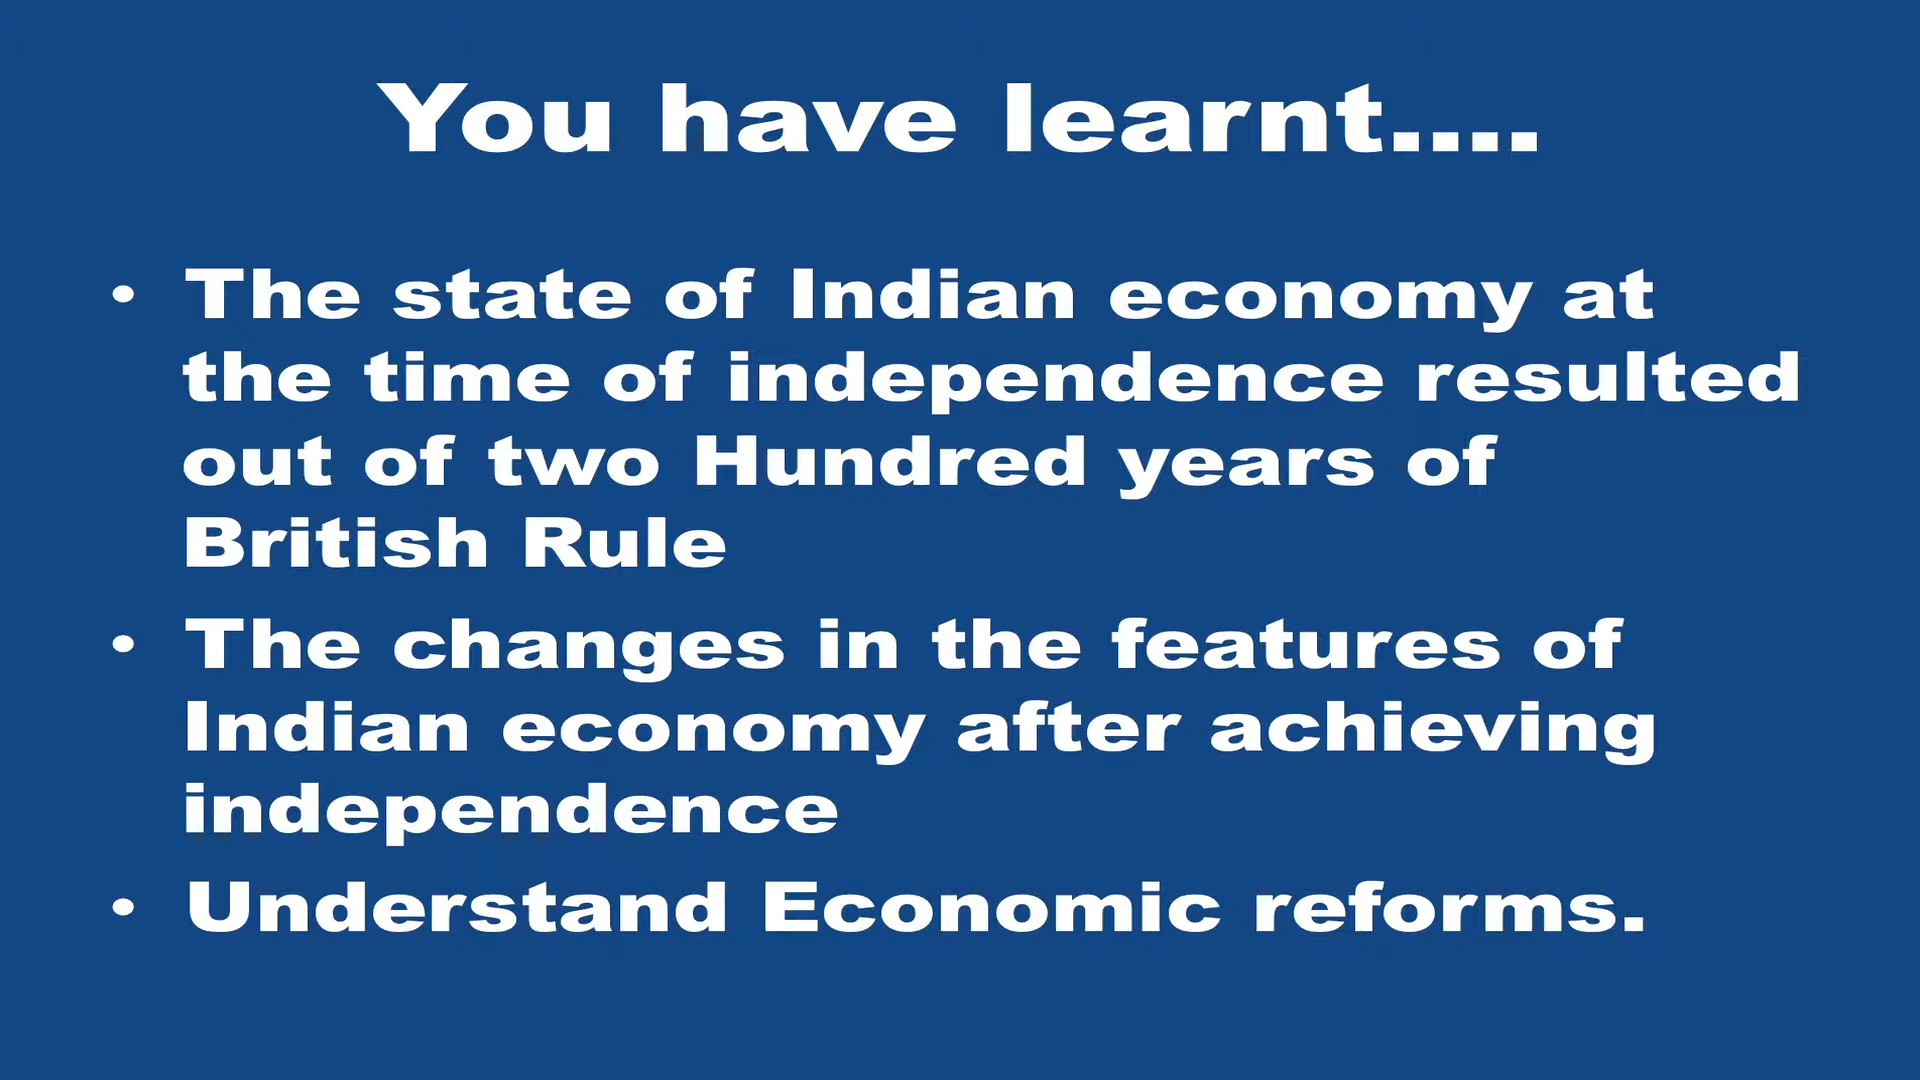 You have learnt....
• The state of Indian economy at
the time of independence resulted
out of two Hundred years of
British Rule
• The changes in the features of
Indian economy after achieving
independence
• Understand Economic reforms.